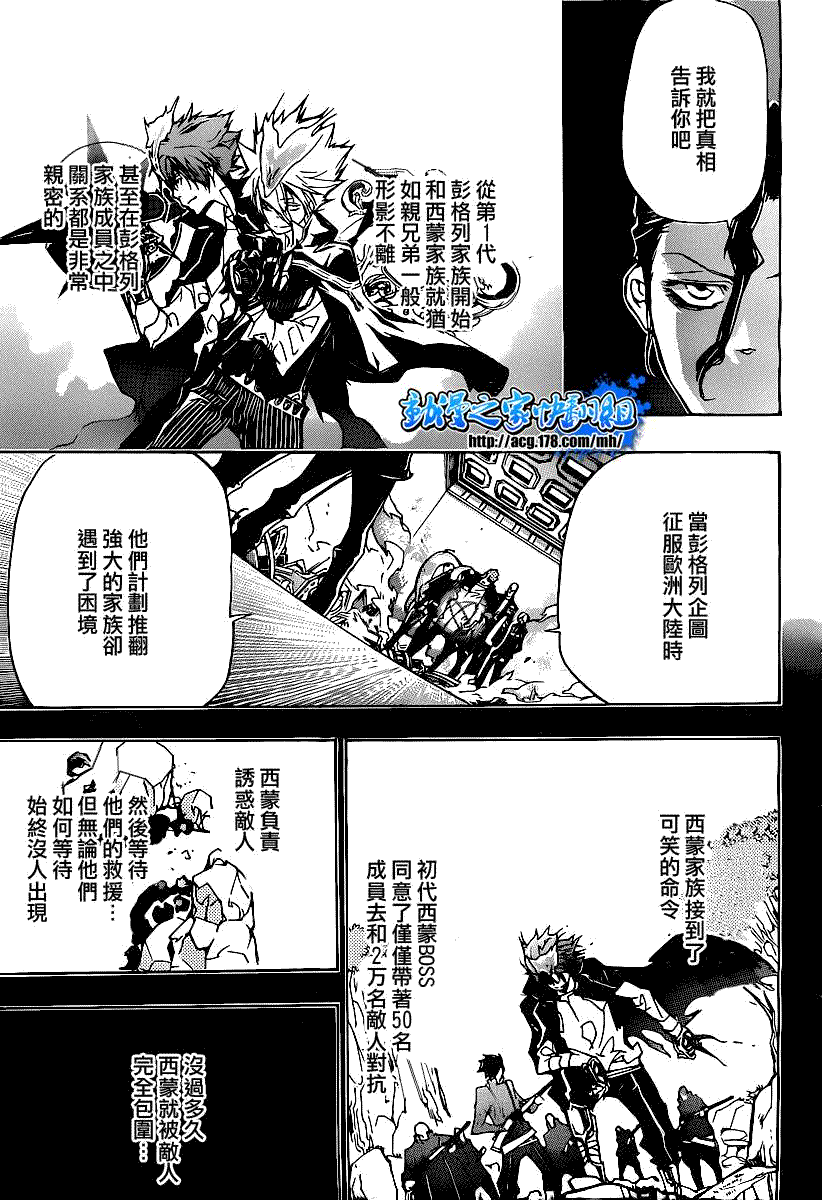 我就把真相
告訴你吧
從第1代
彭格列家族開始
和西蒙家族就猶
如親兄弟一般。
形影不離
甚至在彭格列
家族成員之中
關系都是非常
親密的
動漫之家快翻組
http://acg.178.com/mh/
當彭格列企圖
征服歐洲大陸時
他們計劃推翻
強大的家族卻
遇到了困境
西蒙家族接到了
可笑的命令
初代西蒙BOSS
同意了僅僅帶著50名
成員去和2万名敵人對抗
西蒙負責
誘惑敵人
然後等待
他們的救援…
但無論他們
如何等待
始終沒人出現
沒過多久
西蒙就被敵人
完全包圍…